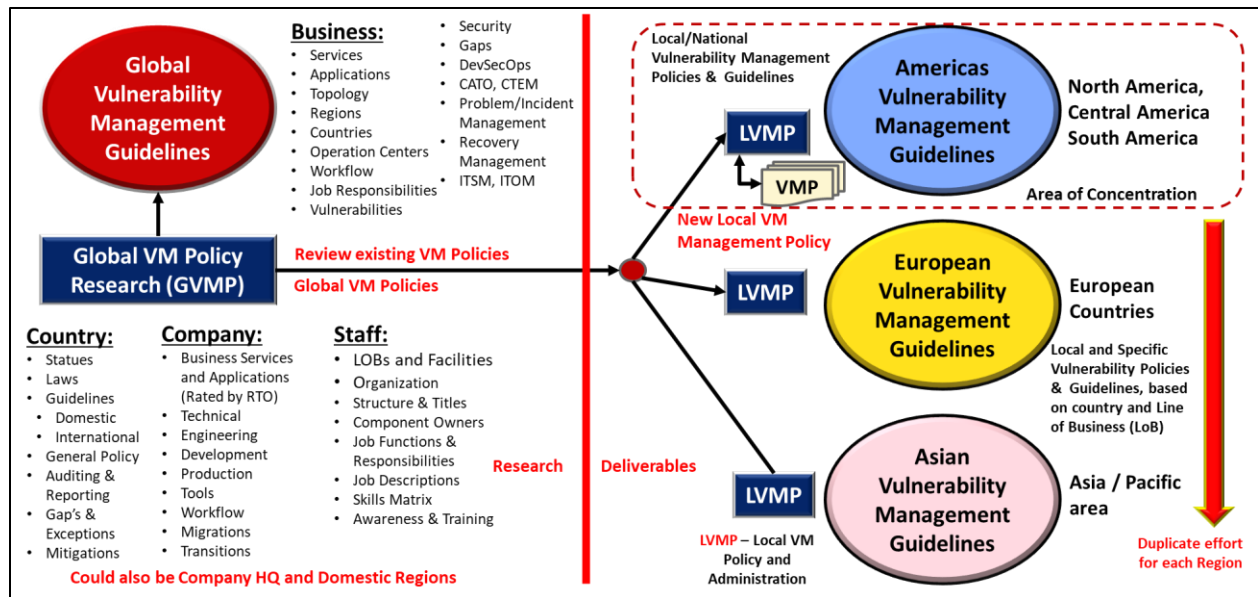 Global
Vulnerability
Management
Guidelines
Business:
• Services
• Applications
• Topology
• Regions
• Countries
• Operation Centers
• Workflow
• Job Responsibilities
• Vulnerabilities
• Security
• Gaps
• DevSecOps
• CATO, CTEM
• Problem/Incident
Management
• Recovery
Management
• ITSM, ITOM
Global VM Policy
Research (GVMP)
Review existing VM Policies
Global VM Policies
Country:
• Statues
• Laws
• Guidelines
• Domestic
• International
• General Policy
• Auditing &
Reporting
• Gap's &
Exceptions
• Mitigations
Company:
• Business Services
and Applications
(Rated by RTO)
• Technical
• Engineering
• Development
• Production
• Tools
• Workflow
• Migrations
• Transitions
Staff:
• LOBs and Facilities
• Organization
• Structure & Titles
• Component Owners
• Job Functions &
Responsibilities
• Job Descriptions
• Skills Matrix
• Awareness & Training
Could also be Company HQ and Domestic Regions
Research
Deliverables
Local/National
Vulnerability Management
Policies & Guidelines
LVMP
VMP
Americas
Vulnerability
Management
Guidelines
North America,
Central America
South America
Area of Concentration
New Local VM
Management Policy
LVMP
European
Vulnerability
Management
Guidelines
European
Countries
Local and Specific
Vulnerability Policies
& Guidelines, based
on country and Line
of Business (LoB)
LVMP
Asian
Vulnerability
Management
Guidelines
Asia / Pacific
area
LVMP – Local VM
Policy and
Administration
Duplicate effort
for each Region